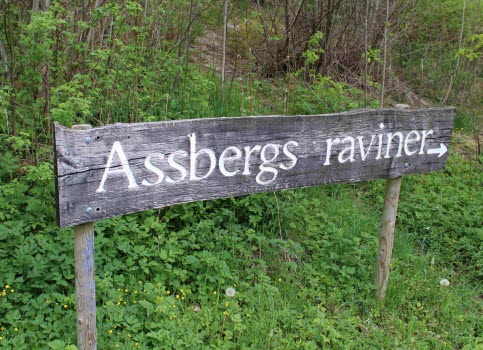 Assbergs raviner →